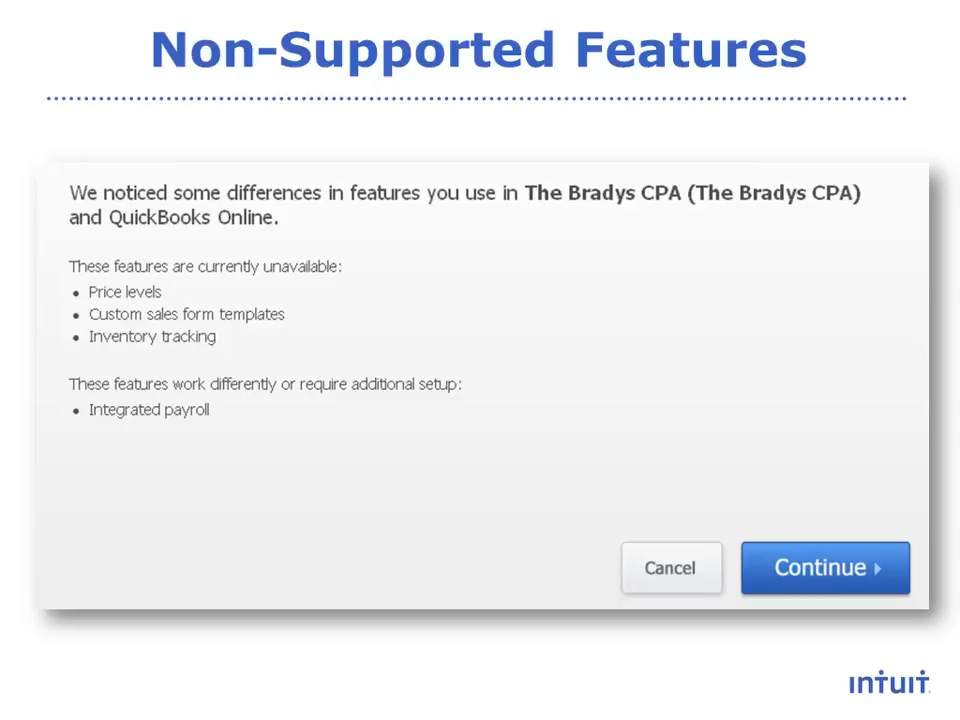 Non-Supported Features
We noticed some differences in features you use in The Bradys CPA (The Bradys CPA)
and QuickBooks Online.
These features are currently unavailable:
• Price levels
• Custom sales form templates
• Inventory tracking
These features work differently or require additional setup:
• Integrated payroll
Cancel
Continue
intuit